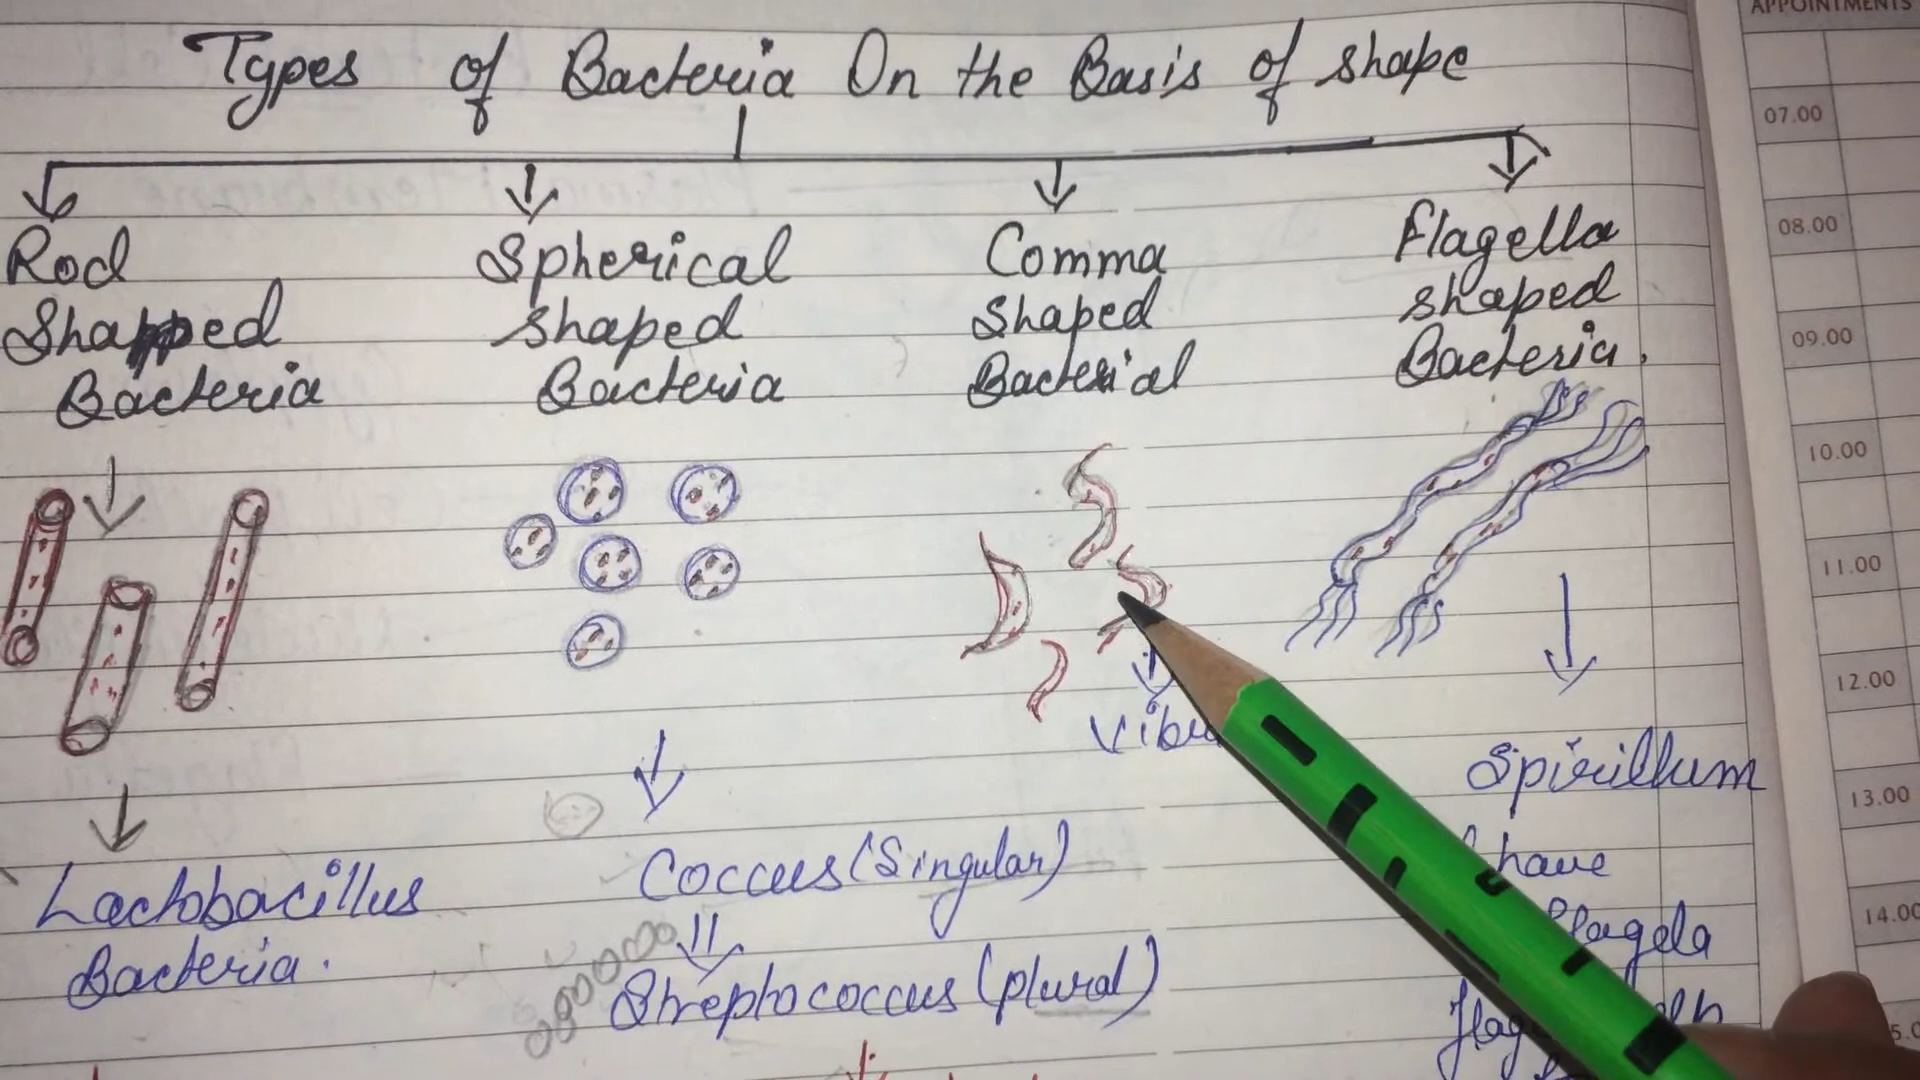 Types of Bacteria On the Basis of shape
APPOINTMENTS
Rod
Shapped
Bacteria
Spherical
shaped
Bacteria
Comma
Shaped
Bacterial
Flagella
shaped
Bacteria.
Lactobacillus
Bacteria.
Coccus (Singular)
Streptococcus (plural)
Spirillum
have
flagela
07.00
08.00
09.00
10.00
11.00
12.00
13.00
14.00